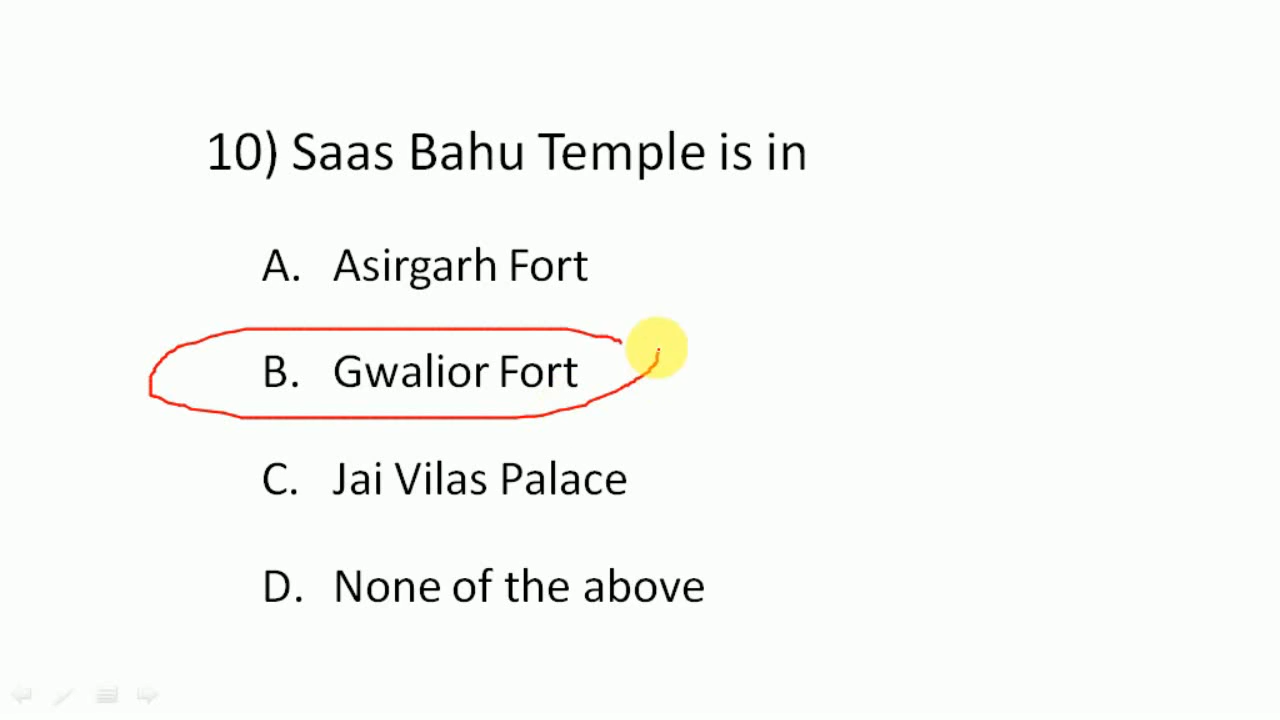 10) Saas Bahu Temple is in
A. Asirgarh Fort
B. Gwalior Fort
C. Jai Vilas Palace
D. None of the above